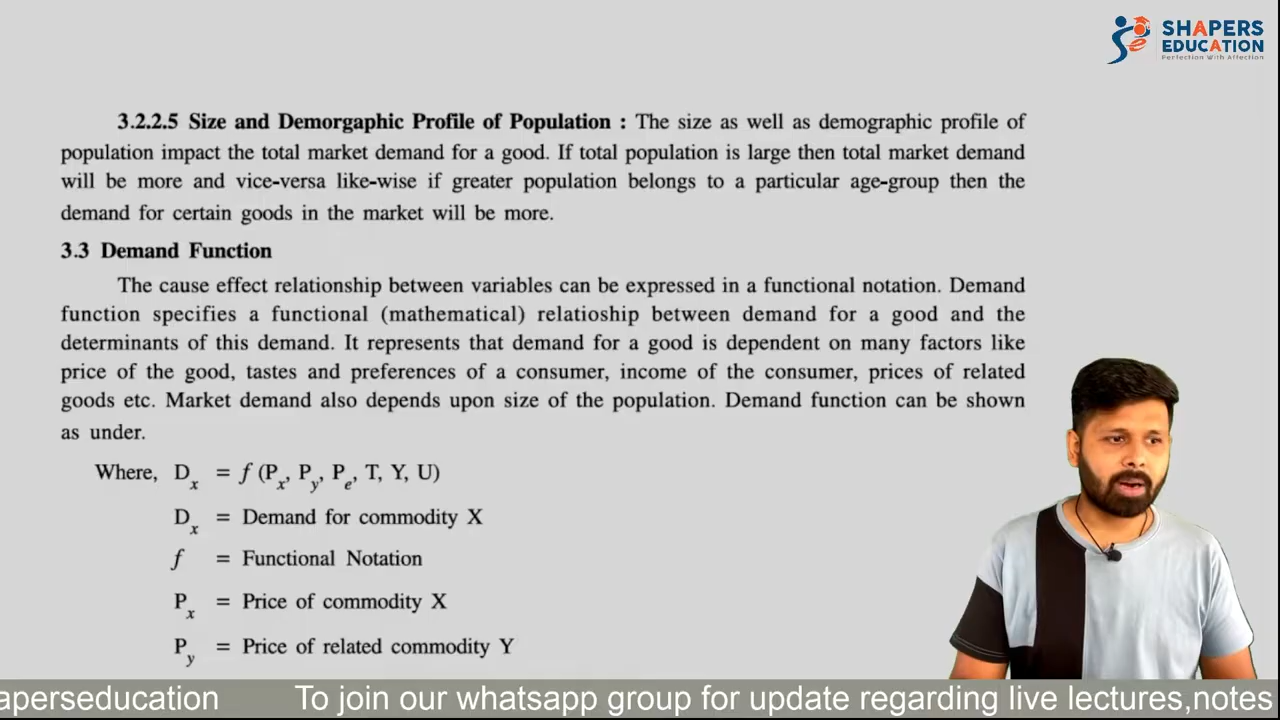 SHAPERS
EDUCATION
Perfection With Affection
3.2.2.5 Size and Demorgaphic Profile of Population : The size as well as demographic profile of
population impact the total market demand for a good. If total population is large then total market demand
will be more and vice-versa like-wise if greater population belongs to a particular age-group then the
demand for certain goods in the market will be more.
3.3 Demand Function
The cause effect relationship between variables can be expressed in a functional notation. Demand
function specifies a functional (mathematical) relatioship between demand for a good and the
determinants of this demand. It represents that demand for a good is dependent on many factors like
price of the good, tastes and preferences of a consumer, income of the consumer, prices of related
goods etc. Market demand also depends upon size of the population. Demand function can be shown
as under.
Where, Dx = f (Px, Py, Pe, T, Y, U)
Dx = Demand for commodity X
f = Functional Notation
Px = Price of commodity X
Py = Price of related commodity Y
aperseducation To join our whatsapp group for update regarding live lectures,notes